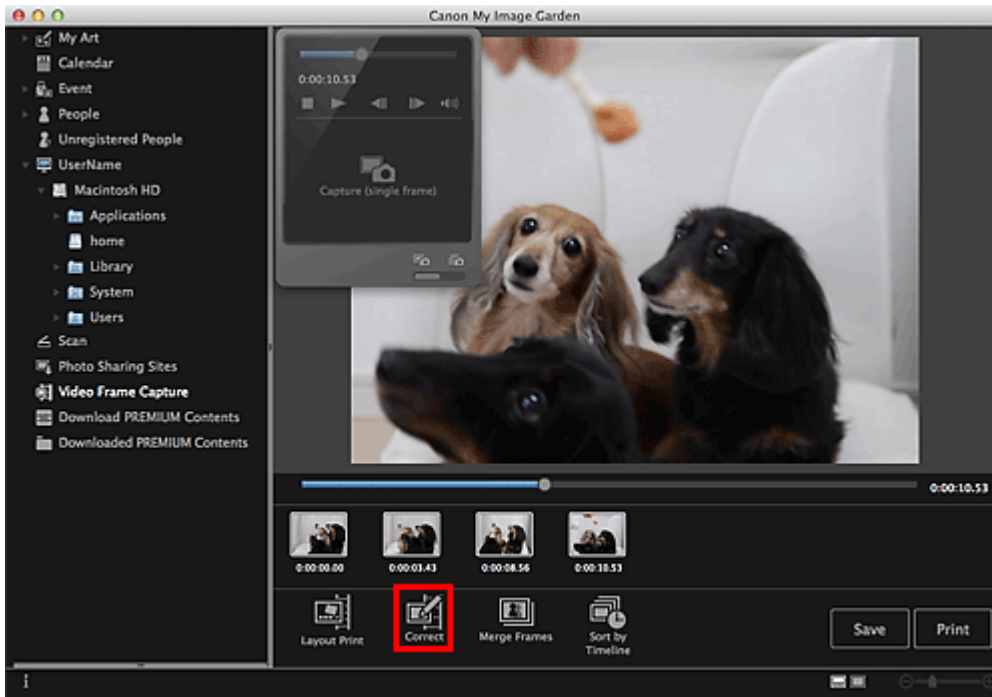 Canon My Image Garden
My Art
Calendar
Event
People
Unregistered People
UserName
Macintosh HD
Applications
home
Library
System
Users
Scan
Photo Sharing Sites
Video Frame Capture
Download PREMIUM Contents
Downloaded PREMIUM Contents
0:00:10.53
Capture (single frame)
0:00:10.53
0:00:00.00
0:00:03.43
0:00:08.56
0:00:10.53
Layout Print
Correct
Merge Frames
Sort by
Timeline
Save
Print